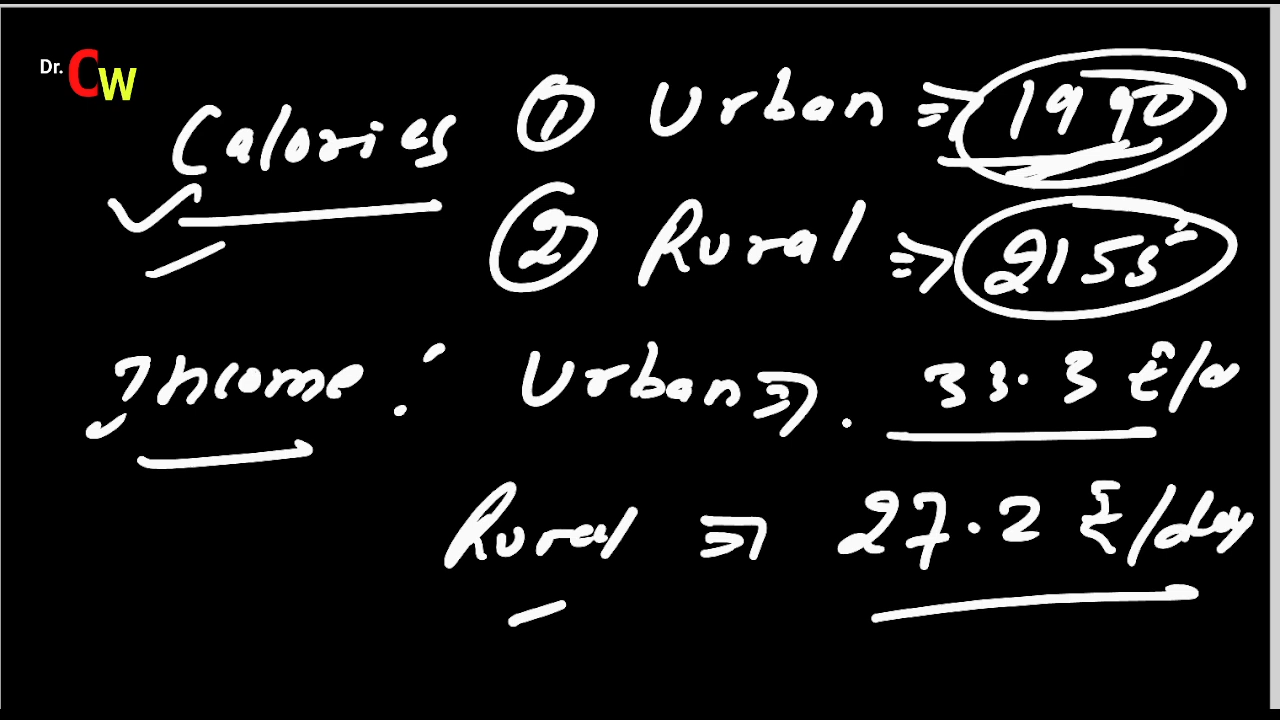 Dr. CW
Calories ① Urban ⇒ 1990
② Rural ⇒ 2155
Income : Urban ⇒ 33.3 ₹/d
Rural ⇒ 27.2 ₹/day